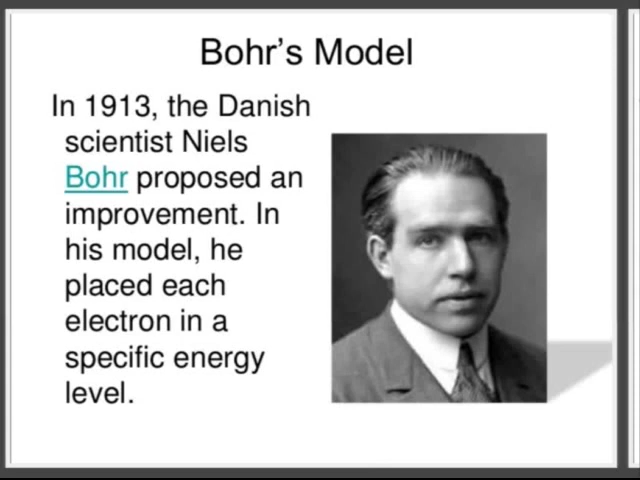 Bohr’s Model
In 1913, the Danish
scientist Niels
Bohr proposed an
improvement. In
his model, he
placed each
electron in a
specific energy
level.